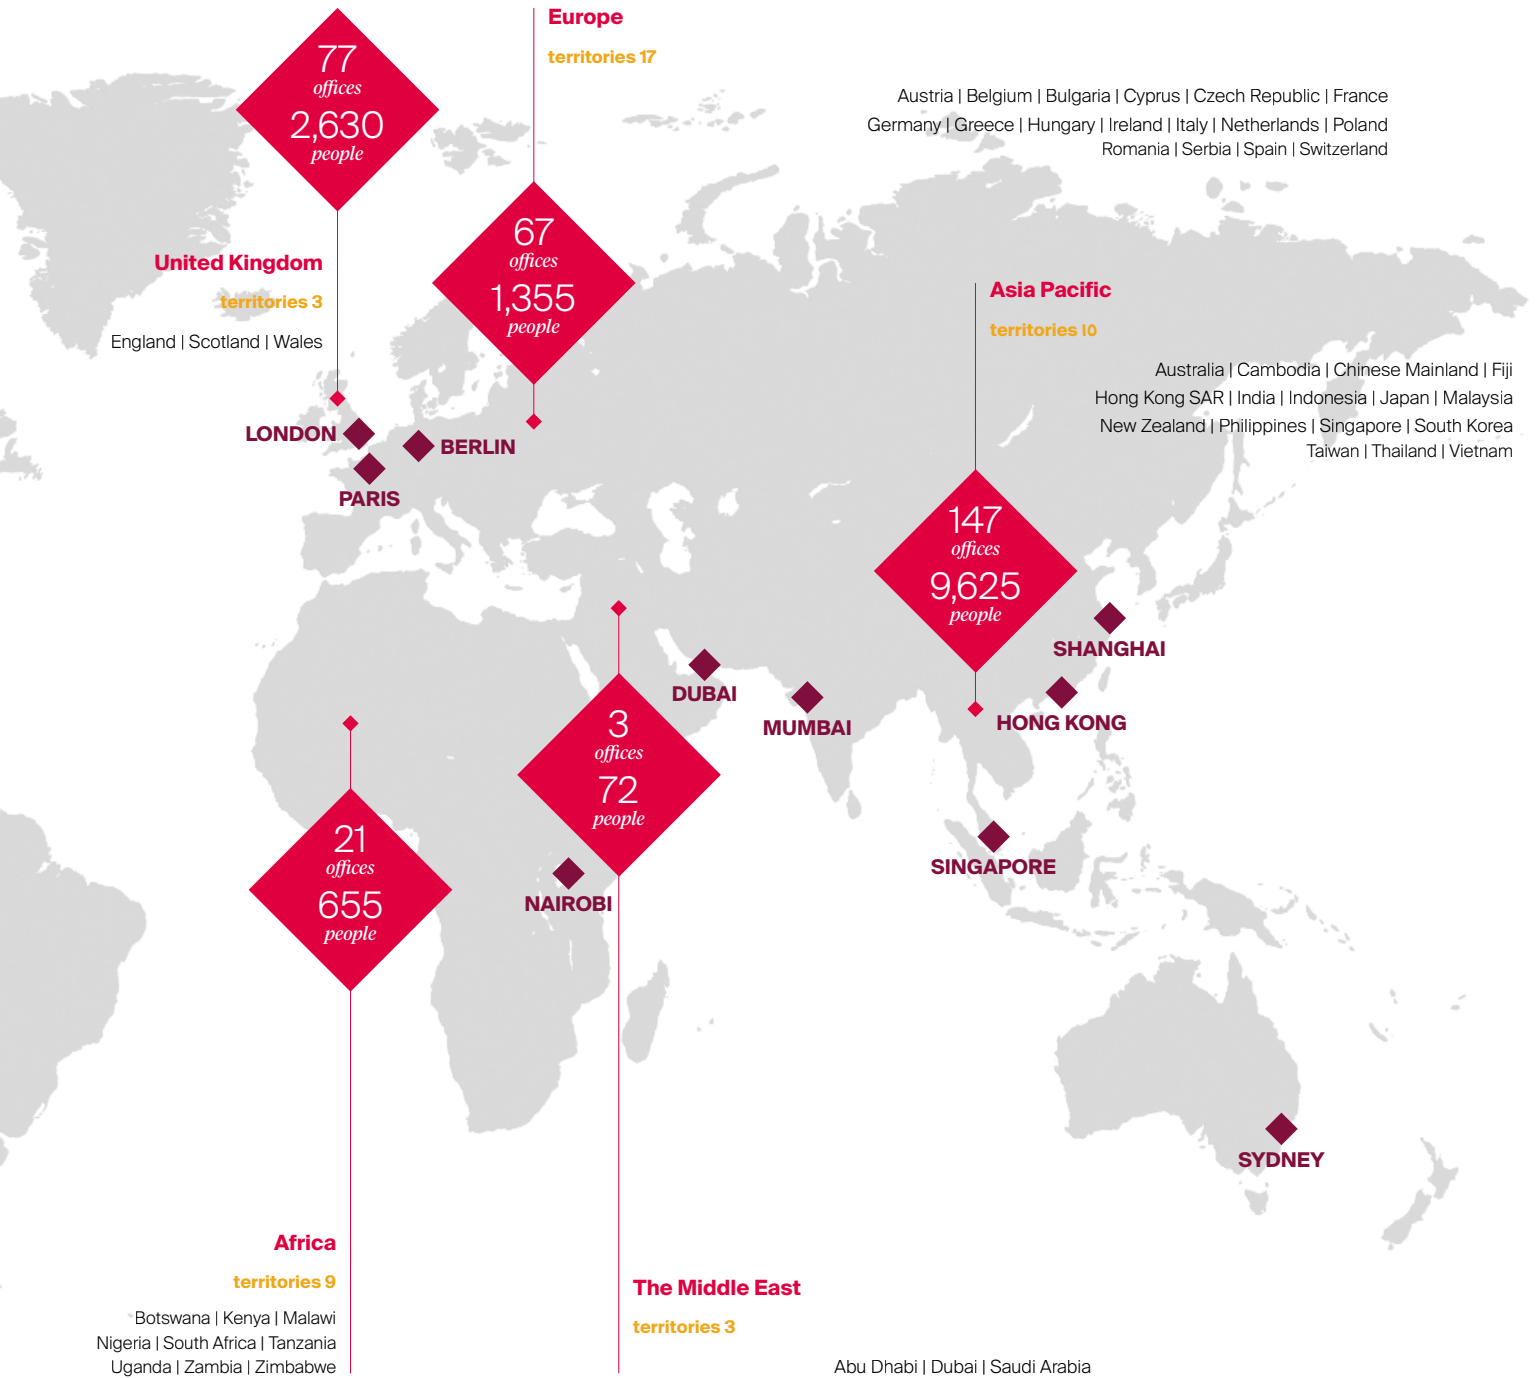 77
offices
2,630
people
United Kingdom
territories 3
England | Scotland | Wales
Europe
territories 17
Austria | Belgium | Bulgaria | Cyprus | Czech Republic | France
Germany | Greece | Hungary | Ireland | Italy | Netherlands | Poland
Romania | Serbia | Spain | Switzerland
67
offices
1,355
people
Asia Pacific
territories 10
Australia | Cambodia | Chinese Mainland | Fiji
Hong Kong SAR | India | Indonesia | Japan | Malaysia
New Zealand | Philippines | Singapore | South Korea
Taiwan | Thailand | Vietnam
147
offices
9,625
people
LONDON
BERLIN
PARIS
SHANGHAI
HONG KONG
DUBAI
MUMBAI
SINGAPORE
NAIROBI
SYDNEY
3
offices
72
people
21
offices
655
people
Africa
territories 9
Botswana | Kenya | Malawi
Nigeria | South Africa | Tanzania
Uganda | Zambia | Zimbabwe
The Middle East
territories 3
Abu Dhabi | Dubai | Saudi Arabia